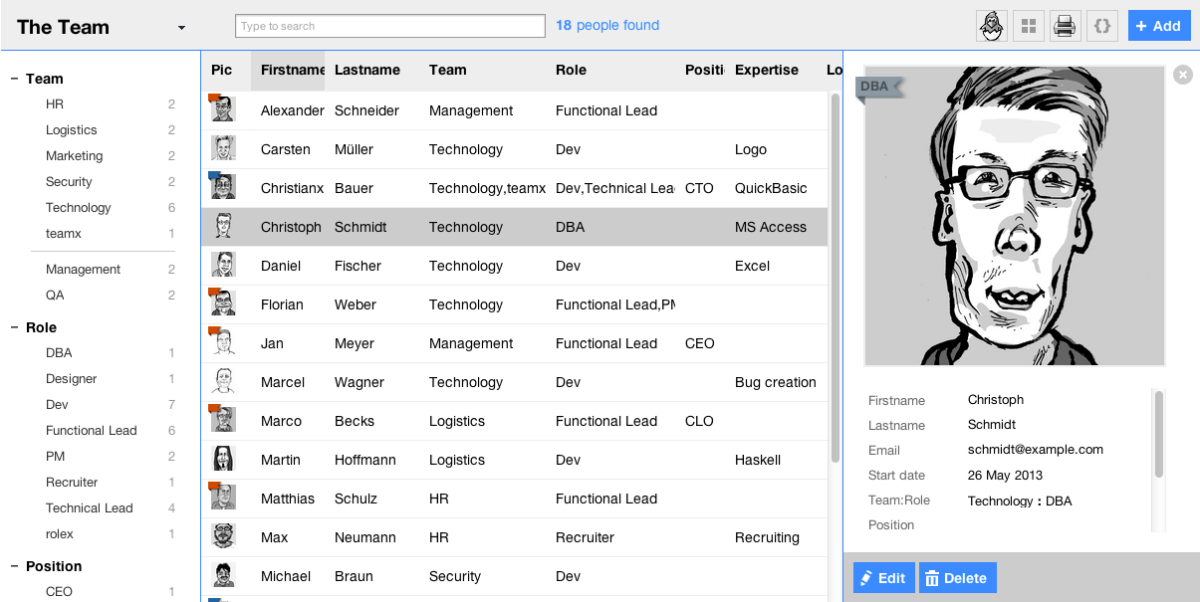 The Team
Type to search
18 people found
{}
+ Add
− Team
HR 2
Logistics 2
Marketing 2
Security 2
Technology 6
teamx 1
Management 2
QA 2
− Role
DBA 1
Designer 1
Dev 7
Functional Lead 6
PM 2
Recruiter 1
Technical Lead 4
rolex 1
− Position
CEO 1
Pic Firstname Lastname Team Role Positi Expertise Lo
Alexander Schneider Management Functional Lead
Carsten Müller Technology Dev Logo
Christianx Bauer Technology,teamx Dev,Technical Lea CTO QuickBasic
Christoph Schmidt Technology DBA MS Access
Daniel Fischer Technology Dev Excel
Florian Weber Technology Functional Lead,PM
Jan Meyer Management Functional Lead CEO
Marcel Wagner Technology Dev Bug creation
Marco Becks Logistics Functional Lead CLO
Martin Hoffmann Logistics Dev Haskell
Matthias Schulz HR Functional Lead
Max Neumann HR Recruiter Recruiting
Michael Braun Security Dev
DBA
Firstname Christoph
Lastname Schmidt
Email schmidt@example.com
Start date 26 May 2013
Team:Role Technology : DBA
Position
Edit
Delete